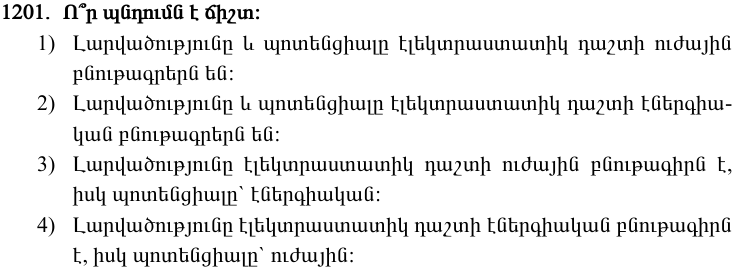 1201. Ո՞ր պնդումն է ճիշտ:
1) Լարվածությունը և պոտենցիալը էլեկտրաստատիկ դաշտի ուժային
բնութագրերն են:
2) Լարվածությունը և պոտենցիալը էլեկտրաստատիկ դաշտի էներգիա-
կան բնութագրերն են:
3) Լարվածությունը էլեկտրաստատիկ դաշտի ուժային բնութագիրն է,
իսկ պոտենցիալը՝ էներգիական:
4) Լարվածությունը էլեկտրաստատիկ դաշտի էներգիական բնութագիրն
է, իսկ պոտենցիալը՝ ուժային: